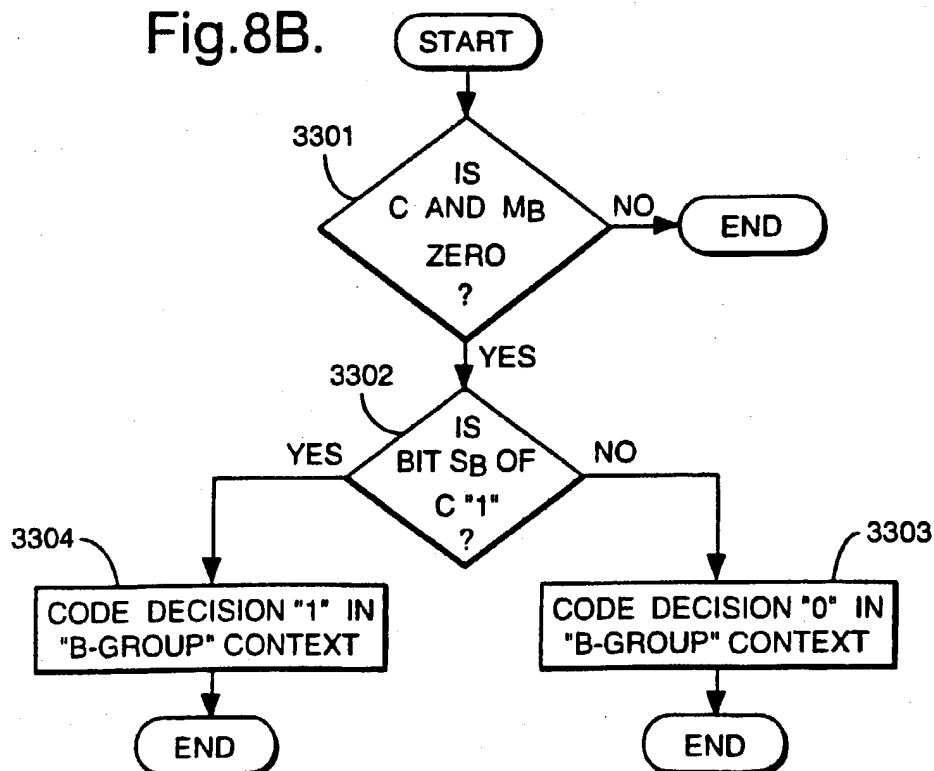 Fig.8B.
START
3301
IS
C AND MB
ZERO
?
NO
END
YES
3302
IS
BIT SB OF
C "1"
?
YES
NO
3304
3303
CODE DECISION "1" IN
"B-GROUP" CONTEXT
CODE DECISION "0" IN
"B-GROUP" CONTEXT
END
END